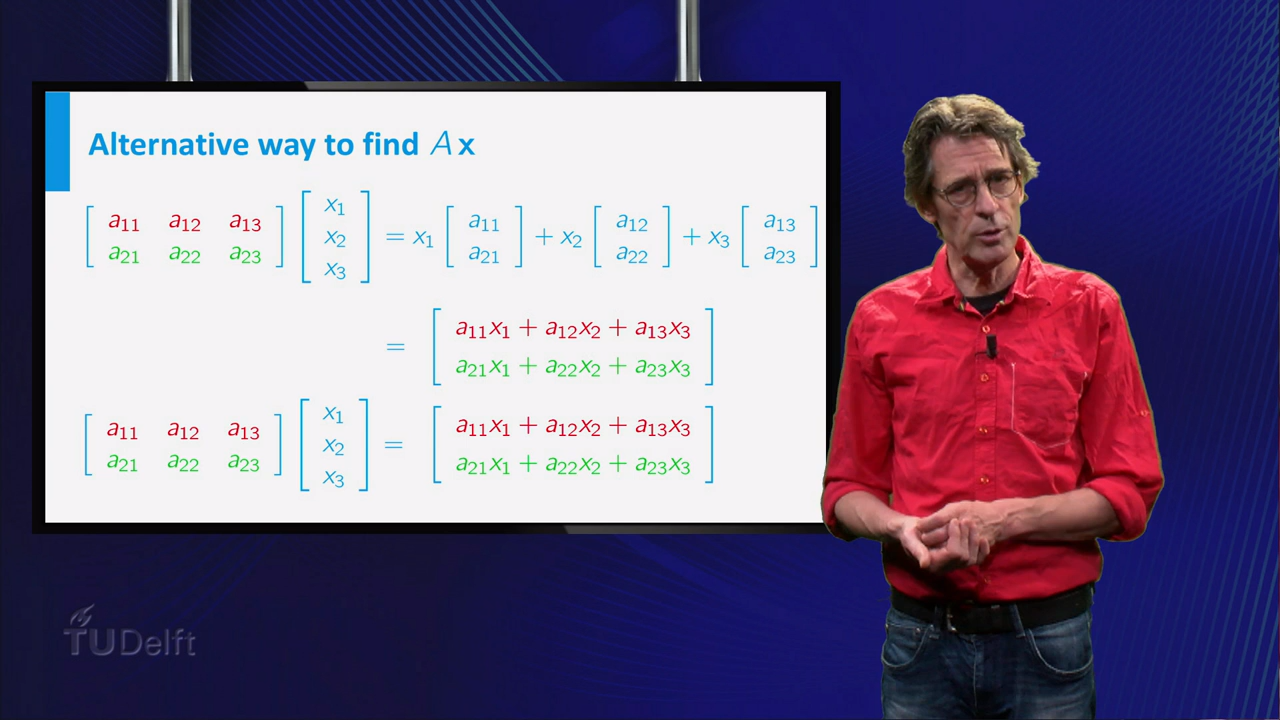 Alternative way to find A x
[ a11 a12 a13 ; a21 a22 a23 ] [ x1 ; x2 ; x3 ] = x1 [ a11 ; a21 ] + x2 [ a12 ; a22 ] + x3 [ a13 ; a23 ]
= [ a11x1 + a12x2 + a13x3 ; a21x1 + a22x2 + a23x3 ]
[ a11 a12 a13 ; a21 a22 a23 ] [ x1 ; x2 ; x3 ] = [ a11x1 + a12x2 + a13x3 ; a21x1 + a22x2 + a23x3 ]
TUDelft